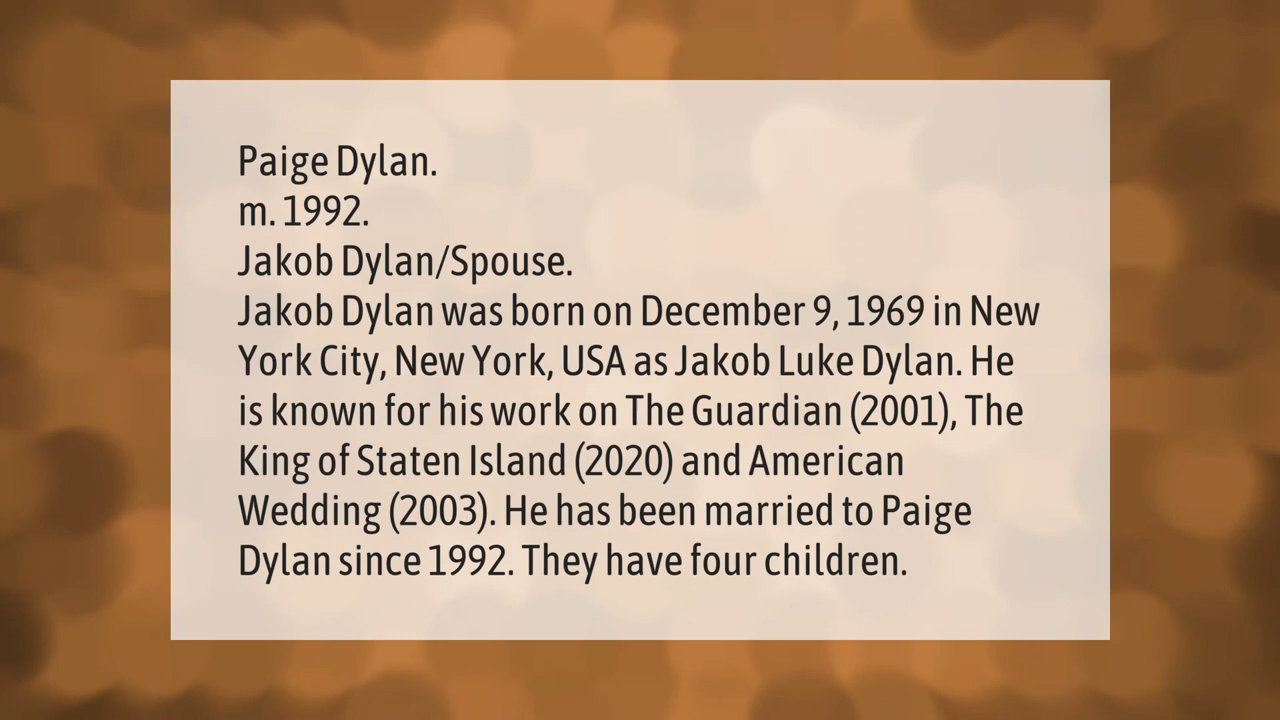 Paige Dylan.
m. 1992.
Jakob Dylan/Spouse.
Jakob Dylan was born on December 9, 1969 in New
York City, New York, USA as Jakob Luke Dylan. He
is known for his work on The Guardian (2001), The
King of Staten Island (2020) and American
Wedding (2003). He has been married to Paige
Dylan since 1992. They have four children.